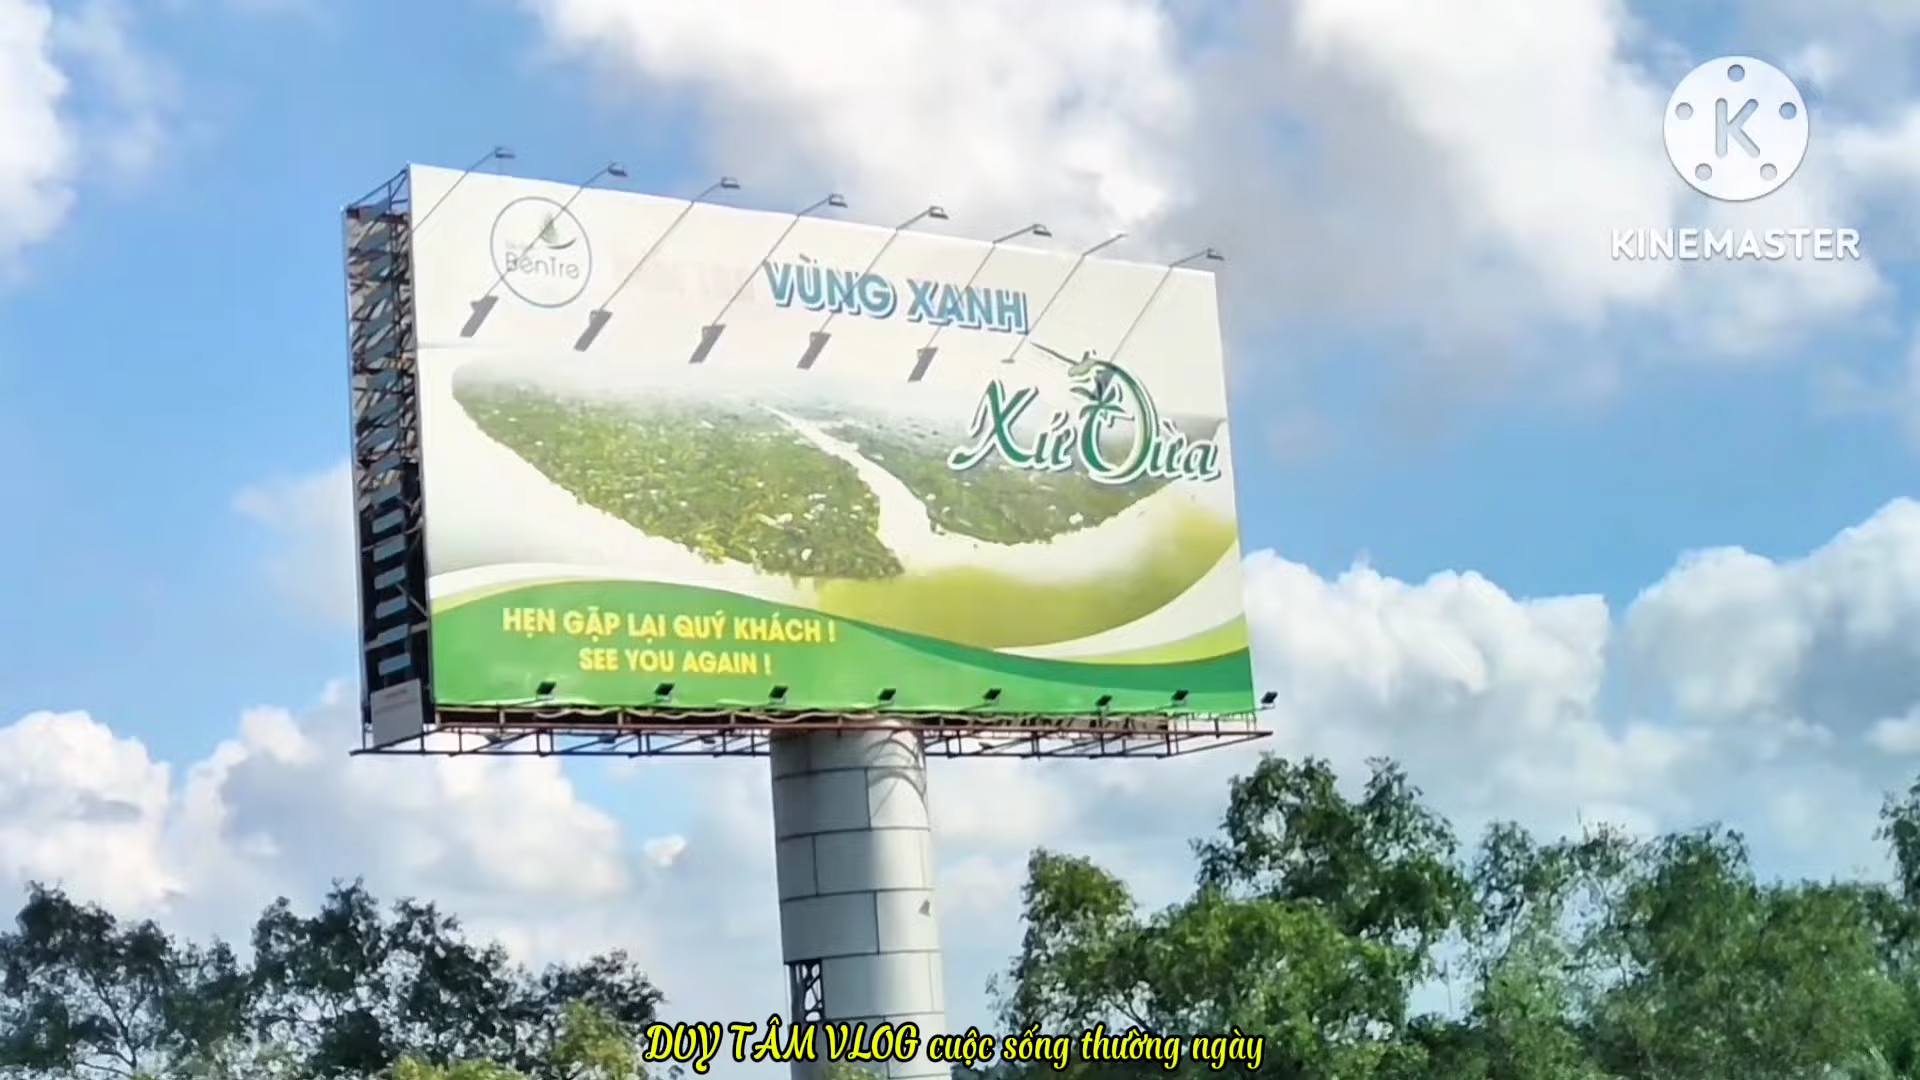 KINEMASTER
BếnTre
VÙNG XANH
Xứ Dừa
HẸN GẶP LẠI QUÝ KHÁCH !
SEE YOU AGAIN !
DUY TÂM VLOG cuộc sống thường ngày